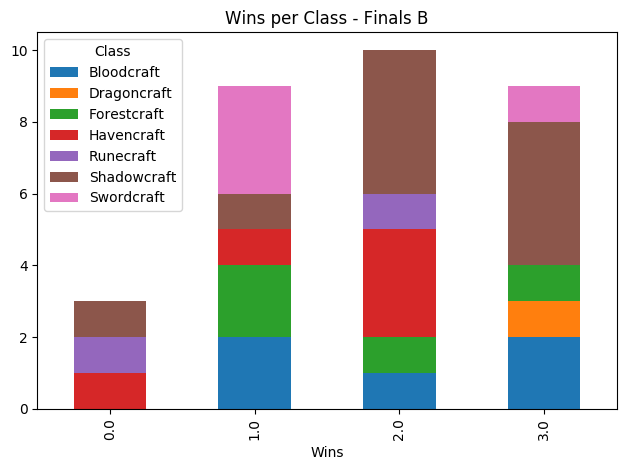 Wins per Class - Finals B
Class
Bloodcraft
Dragoncraft
Forestcraft
Havencraft
Runecraft
Shadowcraft
Swordcraft
10
8
6
4
2
0
0.0
1.0
2.0
3.0
Wins